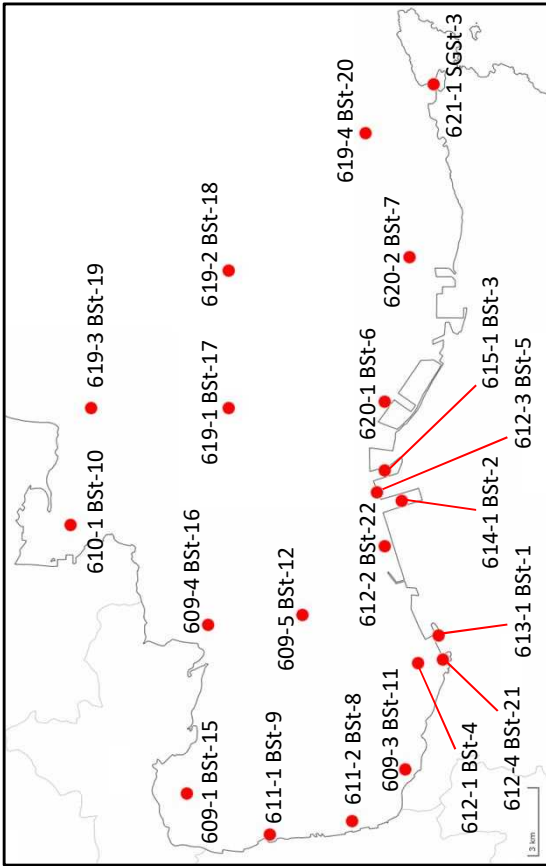 610-1 BSt-10
619-3 BSt-19
609-1 BSt-15
609-4 BSt-16
619-1 BSt-17
619-2 BSt-18
611-1 BSt-9
609-5 BSt-12
611-2 BSt-8
609-3 BSt-11
612-2 BSt-22
620-1 BSt-6
620-2 BSt-7
619-4 BSt-20
621-1 SGSt-3
612-1 BSt-4
612-4 BSt-21
613-1 BSt-1
614-1 BSt-2
612-3 BSt-5
615-1 BSt-3
3 km